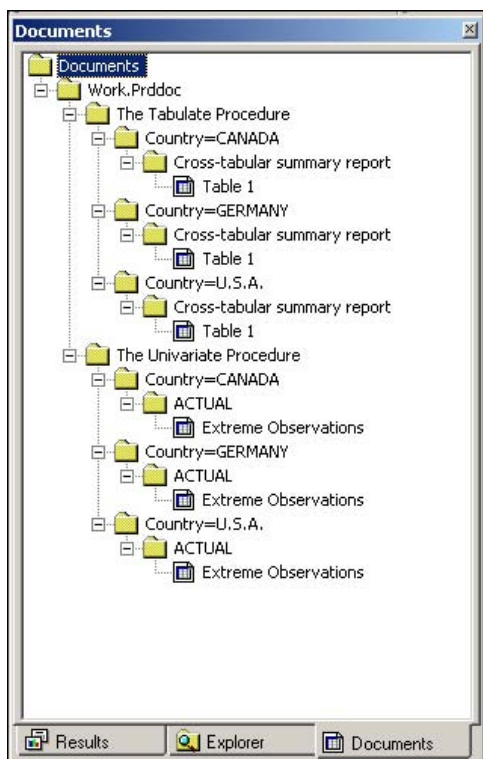 Documents
Documents
Work.Prddoc
The Tabulate Procedure
Country=CANADA
Cross-tabular summary report
Table 1
Country=GERMANY
Cross-tabular summary report
Table 1
Country=U.S.A.
Cross-tabular summary report
Table 1
The Univariate Procedure
Country=CANADA
ACTUAL
Extreme Observations
Country=GERMANY
ACTUAL
Extreme Observations
Country=U.S.A.
ACTUAL
Extreme Observations
Results Explorer Documents